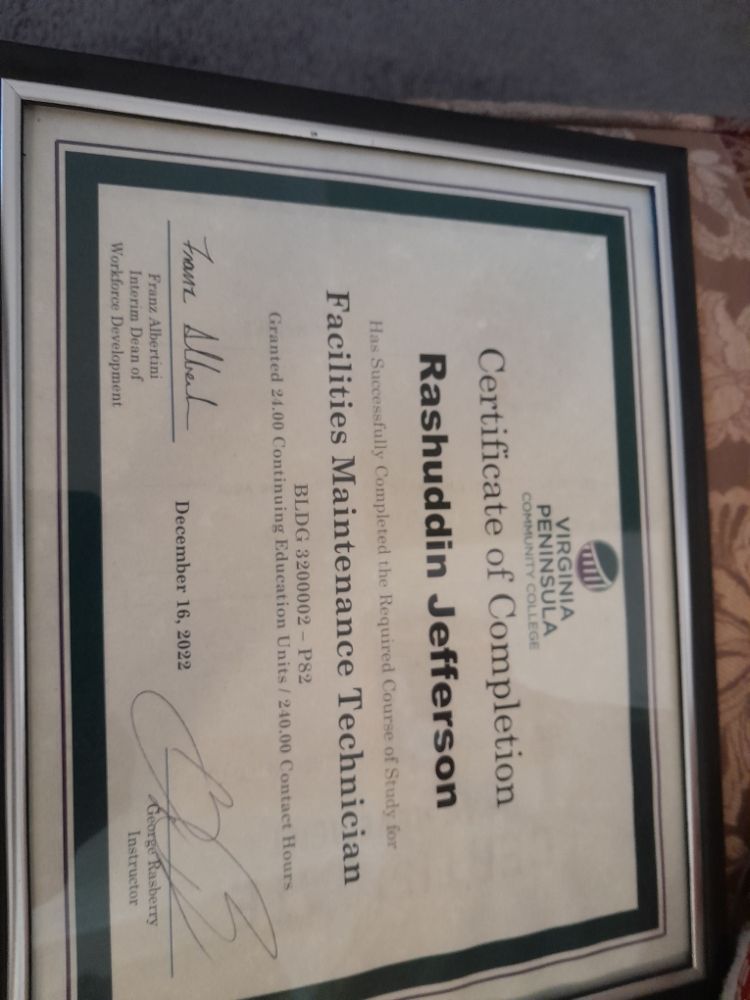 VIRGINIA
PENINSULA
COMMUNITY COLLEGE
Certificate of Completion
Rashuddin Jefferson
Has Successfully Completed the Required Course of Study for
Facilities Maintenance Technician
BLDG 3200002 – P82
Granted 24.00 Continuing Education Units / 240.00 Contact Hours
Franz Albertini
Interim Dean of
Workforce Development
December 16, 2022
George Rasberry
Instructor